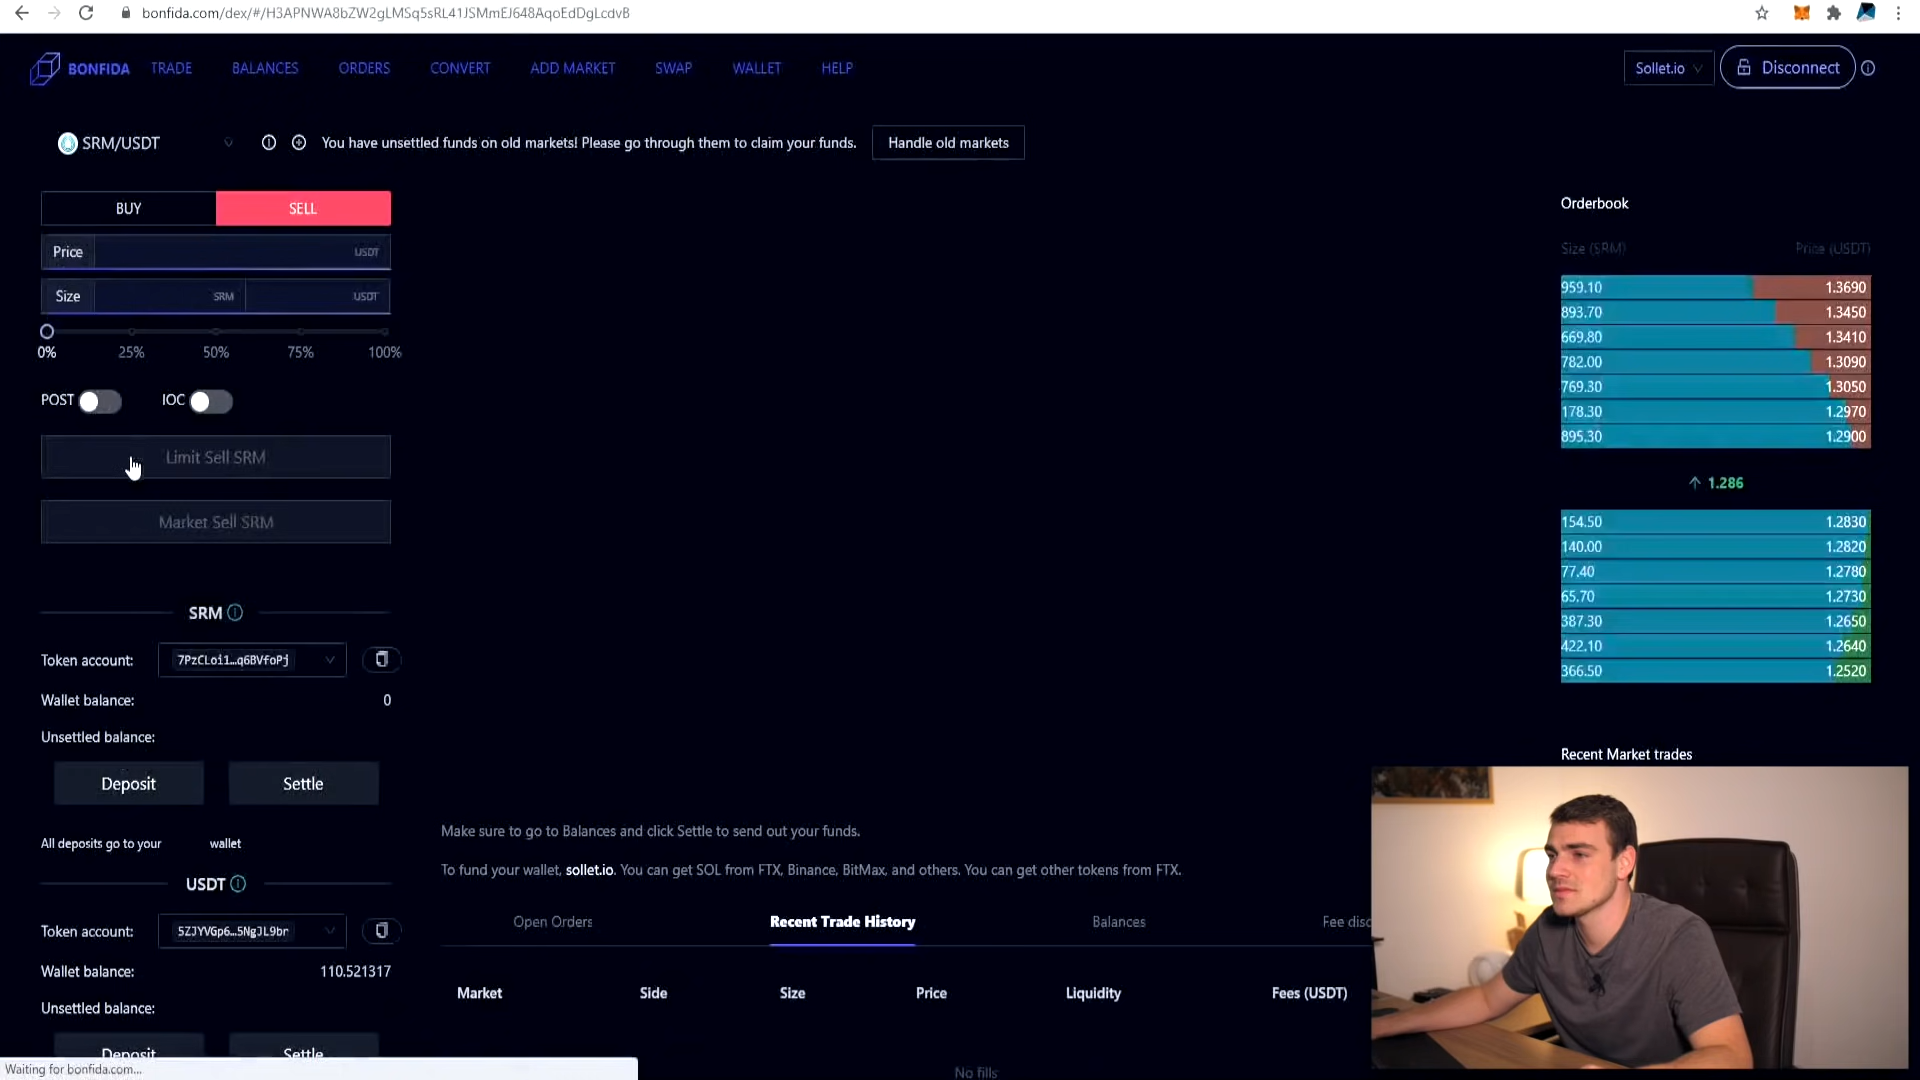 bonfida.com/dex/#/H3APNWA8bZW2gLMSq5sRL41JSMmEJ648AqoEdDgLcdvB
BONFIDA TRADE BALANCES ORDERS CONVERT ADD MARKET SWAP WALLET HELP Sollet.io Disconnect
SRM/USDT You have unsettled funds on old markets! Please go through them to claim your funds. Handle old markets
BUY SELL
Price USDT
Size SRM USDT
0% 25% 50% 75% 100%
POST IOC
Limit Sell SRM
Market Sell SRM
SRM
Token account: 7PzCLoi1…q6BVfoPj
Wallet balance: 0
Unsettled balance:
Deposit Settle
All deposits go to your wallet
USDT
Token account: 5ZJYVGp6…5NgJL9br
Wallet balance: 110.521317
Unsettled balance:
Deposit Settle
Waiting for bonfida.com...
Make sure to go to Balances and click Settle to send out your funds.
To fund your wallet, sollet.io. You can get SOL from FTX, Binance, BitMax, and others. You can get other tokens from FTX.
Open Orders Recent Trade History Balances Fee disc
Market Side Size Price Liquidity Fees (USDT)
No fills
Orderbook
Size (SRM) Price (USDT)
959.10 1.3690
893.70 1.3450
669.80 1.3410
782.00 1.3090
769.30 1.3050
178.30 1.2970
895.30 1.2900
↑ 1.286
154.50 1.2830
140.00 1.2820
77.40 1.2780
65.70 1.2730
387.30 1.2650
422.10 1.2640
366.50 1.2520
Recent Market trades